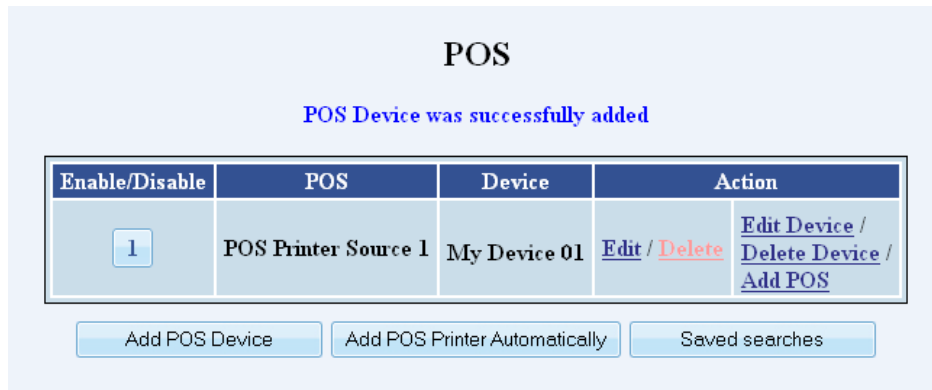 POS
POS Device was successfully added
Enable/Disable POS Device Action
1 POS Printer Source 1 My Device 01 Edit / Delete Edit Device /
Delete Device /
Add POS
Add POS Device Add POS Printer Automatically Saved searches